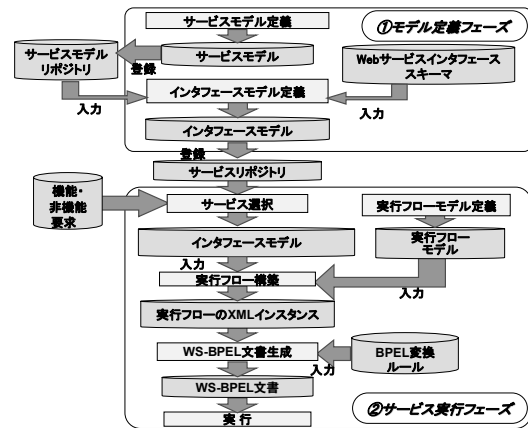 サービスモデル定義
①モデル定義フェーズ
サービスモデル
リポジトリ
サービスモデル
登録
Webサービスインタフェース
スキーマ
インタフェースモデル定義
入力
入力
インタフェースモデル
登録
サービスリポジトリ
機能・
非機能
要求
サービス選択
実行フローモデル定義
インタフェースモデル
実行フロー
モデル
入力
実行フロー構築
入力
実行フローのXMLインスタンス
WS-BPEL文書生成
BPEL変換
ルール
入力
WS-BPEL文書
②サービス実行フェーズ
実 行